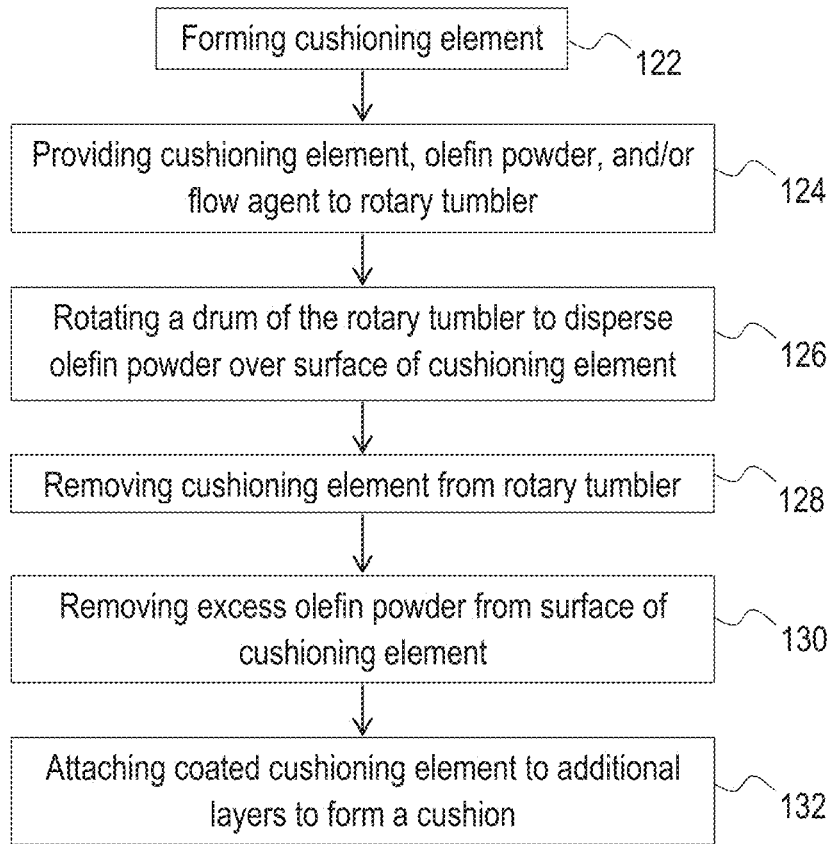 Forming cushioning element
122
Providing cushioning element, olefin powder, and/or
flow agent to rotary tumbler
124
Rotating a drum of the rotary tumbler to disperse
olefin powder over surface of cushioning element
126
Removing cushioning element from rotary tumbler
128
Removing excess olefin powder from surface of
cushioning element
130
Attaching coated cushioning element to additional
layers to form a cushion
132